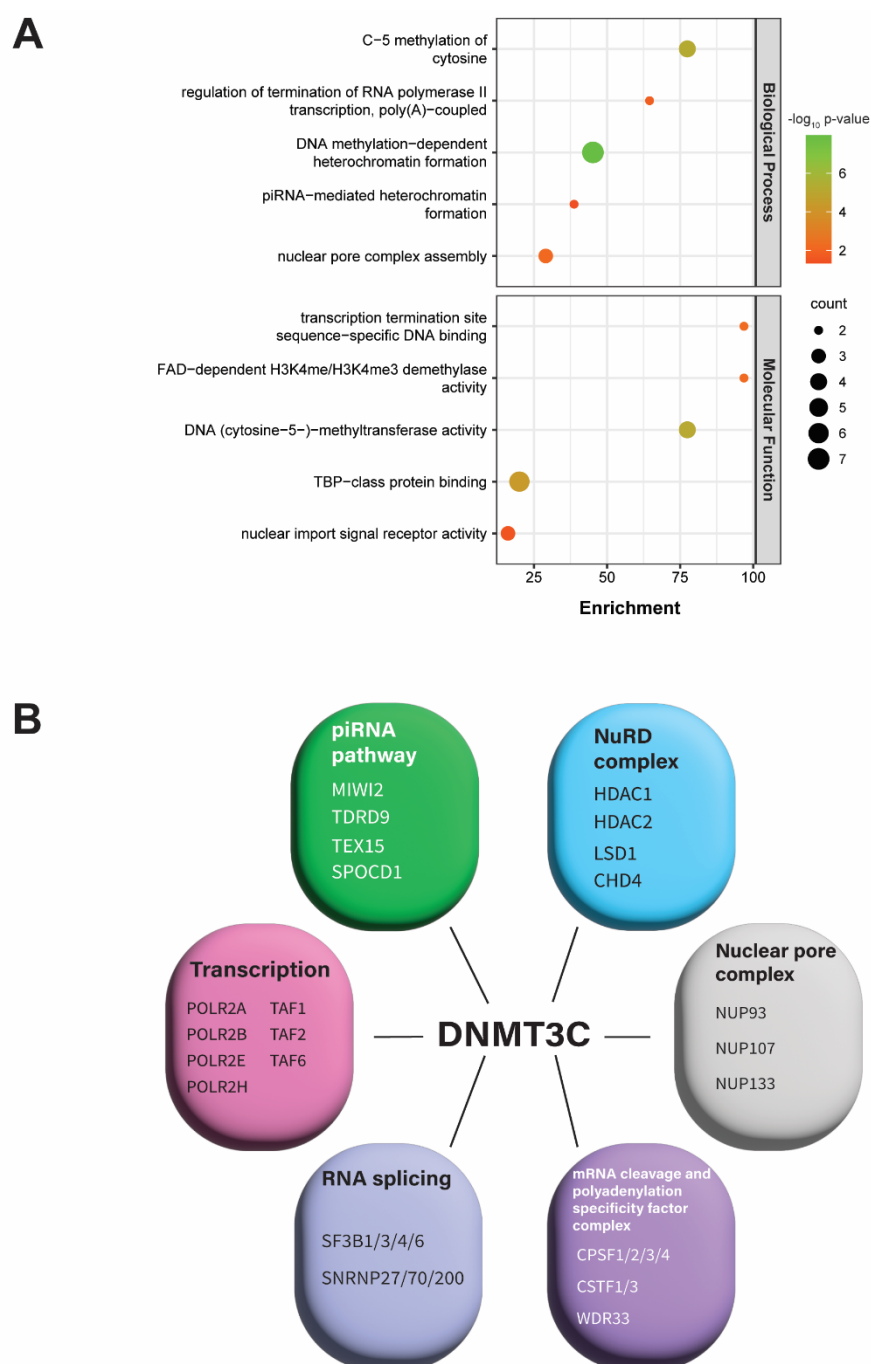 A
C−5 methylation of
cytosine
regulation of termination of RNA polymerase II
transcription, poly(A)−coupled
DNA methylation−dependent
heterochromatin formation
piRNA−mediated heterochromatin
formation
nuclear pore complex assembly
Biological Process
transcription termination site
sequence−specific DNA binding
FAD−dependent H3K4me/H3K4me3 demethylase
activity
DNA (cytosine−5−)−methyltransferase activity
TBP−class protein binding
nuclear import signal receptor activity
Molecular Function
25 50 75 100
Enrichment
-log10 p-value
6
4
2
count
2
3
4
5
6
7
B
piRNA
pathway
MIWI2
TDRD9
TEX15
SPOCD1
NuRD
complex
HDAC1
HDAC2
LSD1
CHD4
Transcription
POLR2A TAF1
POLR2B TAF2
POLR2E TAF6
POLR2H
DNMT3C
Nuclear pore
complex
NUP93
NUP107
NUP133
RNA splicing
SF3B1/3/4/6
SNRNP27/70/200
mRNA cleavage and
polyadenylation
specificity factor
complex
CPSF1/2/3/4
CSTF1/3
WDR33